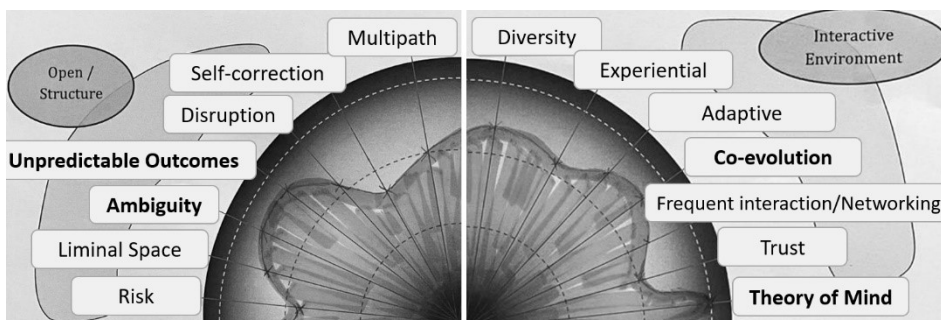 Open /
Structure
Multipath
Self-correction
Disruption
Unpredictable Outcomes
Ambiguity
Liminal Space
Risk
Diversity
Interactive
Environment
Experiential
Adaptive
Co-evolution
Frequent interaction/Networking
Trust
Theory of Mind